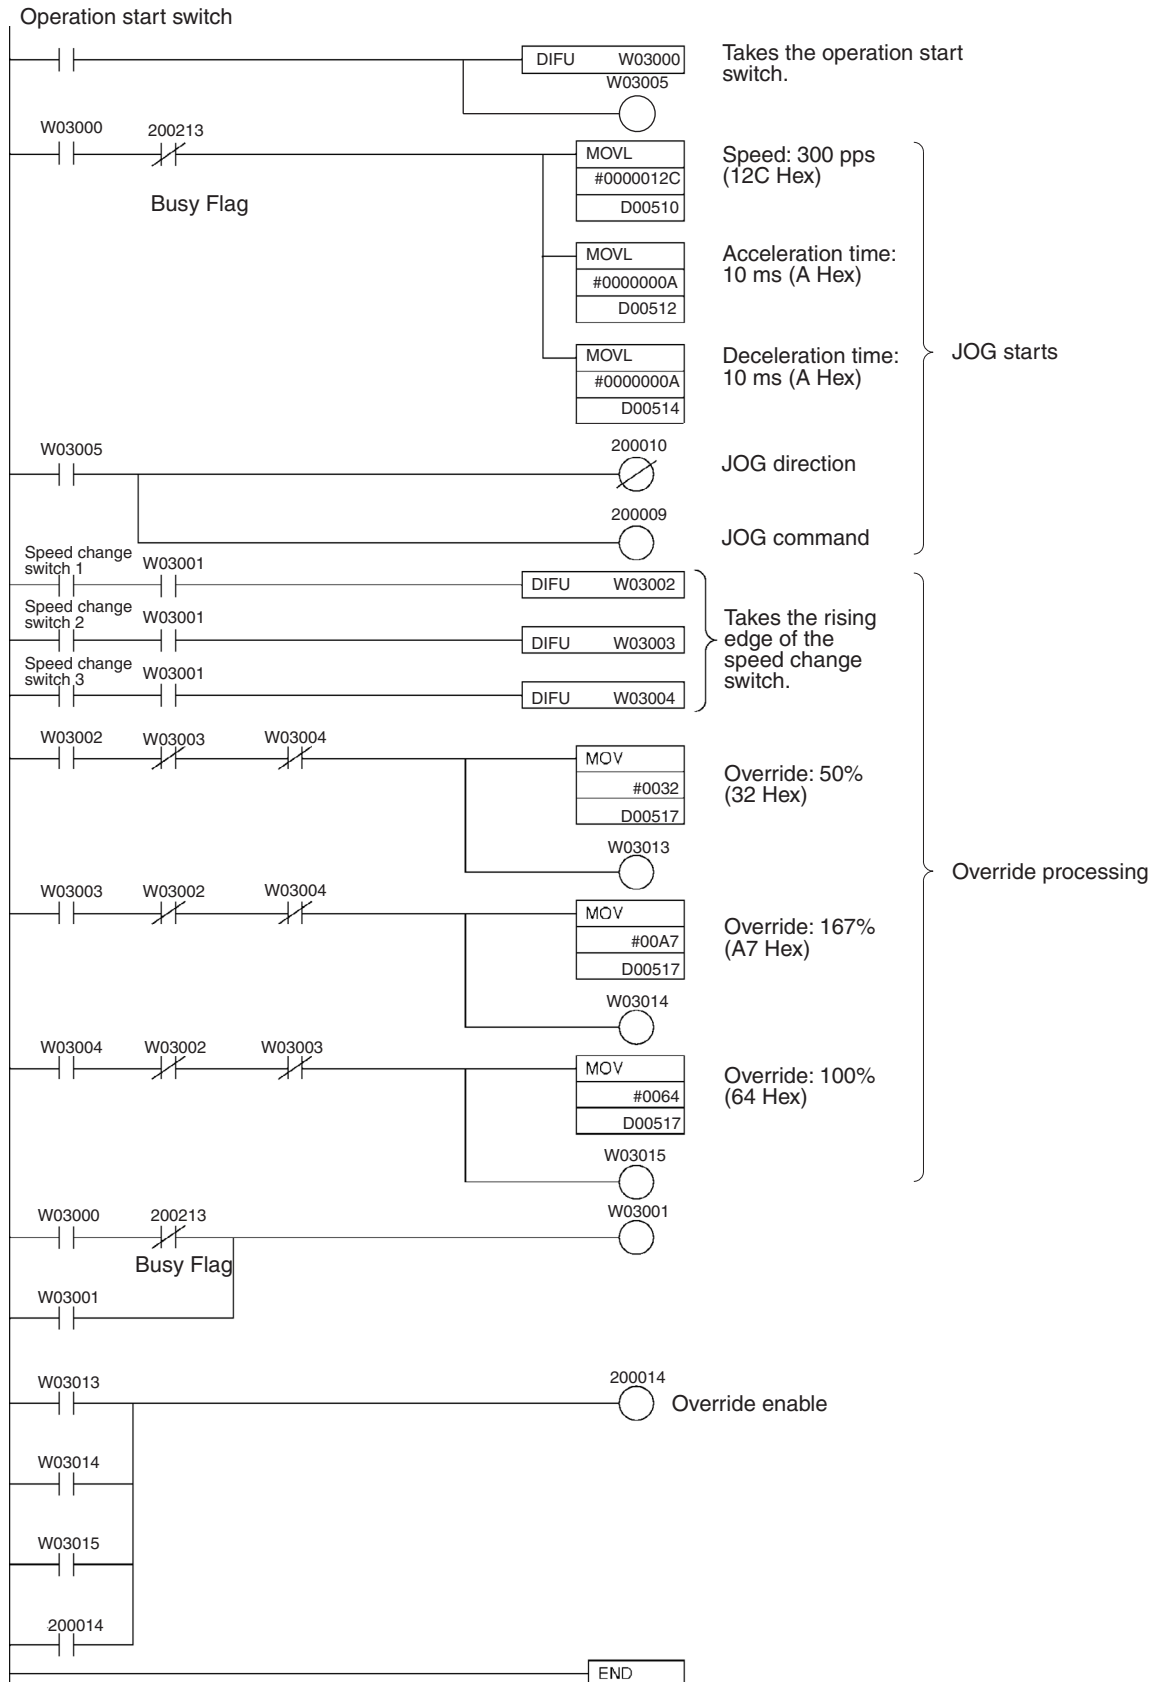 Operation start switch
DIFU W03000
Takes the operation start
switch.
W03005
W03000
200213
Busy Flag
MOVL
#0000012C
D00510
Speed: 300 pps
(12C Hex)
MOVL
#0000000A
D00512
Acceleration time:
10 ms (A Hex)
MOVL
#0000000A
D00514
Deceleration time:
10 ms (A Hex)
JOG starts
W03005
200010
JOG direction
200009
JOG command
Speed change
switch 1
W03001
DIFU W03002
Speed change
switch 2
W03001
DIFU W03003
Speed change
switch 3
W03001
DIFU W03004
Takes the rising
edge of the
speed change
switch.
W03002
W03003
W03004
MOV
#0032
D00517
Override: 50%
(32 Hex)
W03013
Override processing
W03003
W03002
W03004
MOV
#00A7
D00517
Override: 167%
(A7 Hex)
W03014
W03004
W03002
W03003
MOV
#0064
D00517
Override: 100%
(64 Hex)
W03015
W03000
200213
Busy Flag
W03001
W03001
W03013
200014
Override enable
W03014
W03015
200014
END